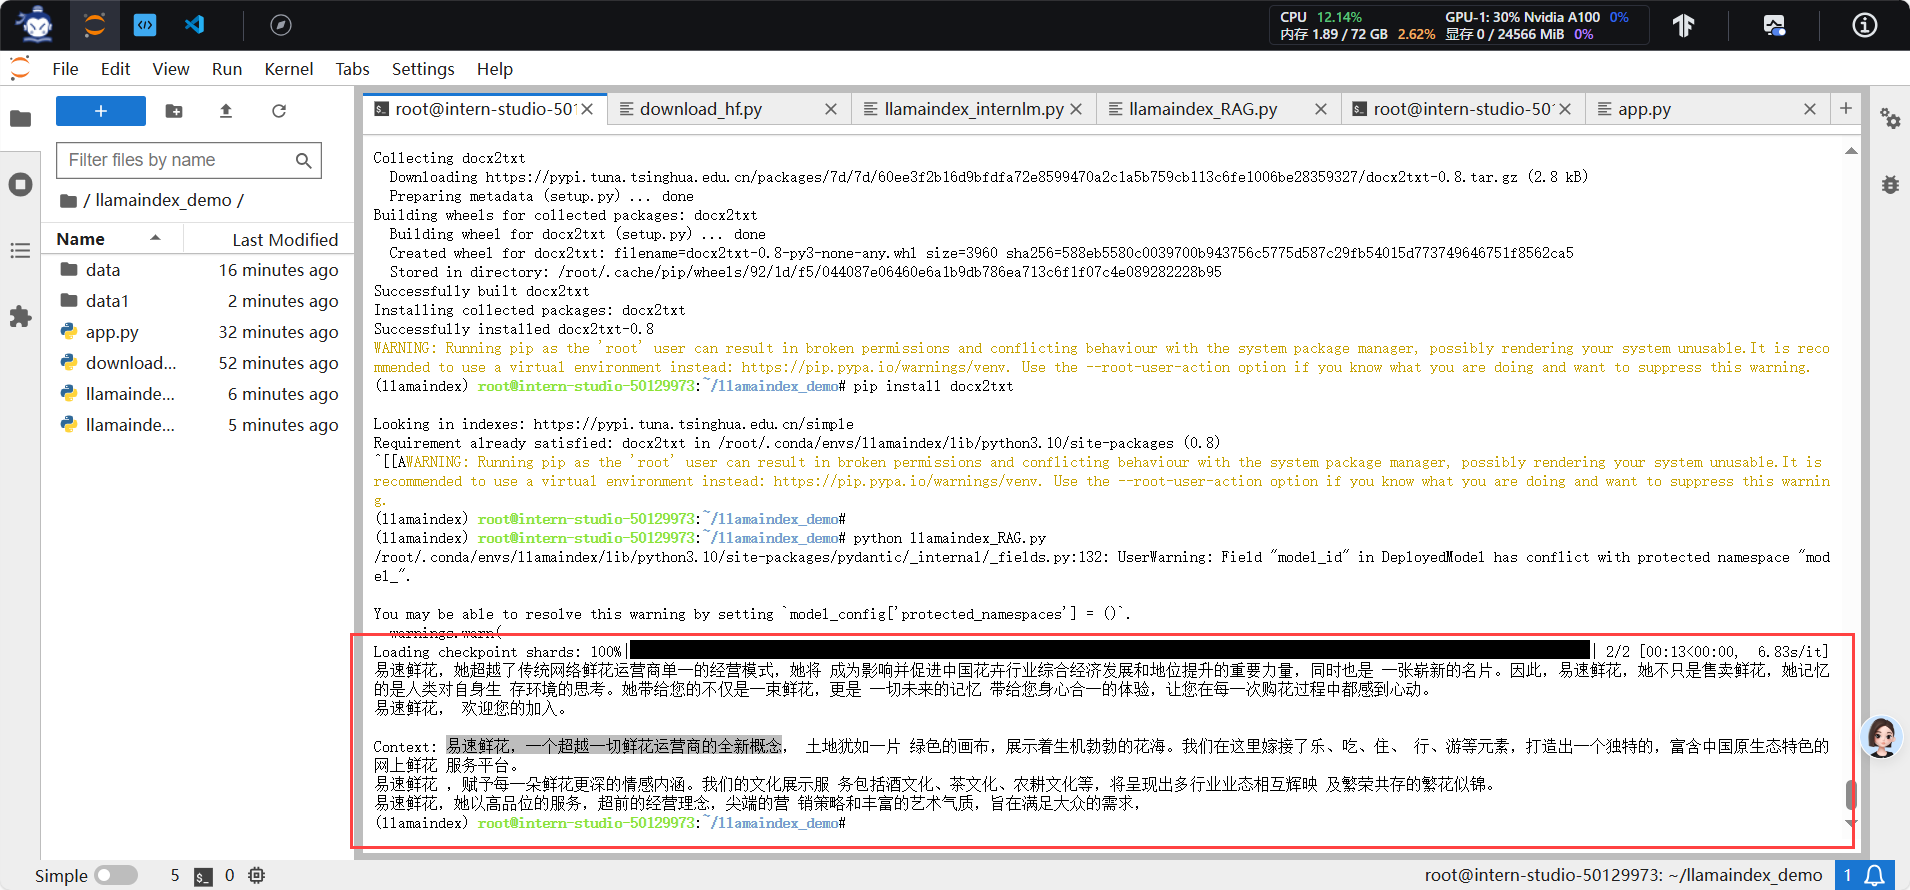 CPU 12.14% GPU-1: 30% Nvidia A100 0%
内存 1.89 / 72 GB 2.62% 显存 0 / 24566 MiB 0%
File Edit View Run Kernel Tabs Settings Help
root@intern-studio-501 download_hf.py llamaindex_internlm.py llamaindex_RAG.py root@intern-studio-50 app.py
Filter files by name
/ llamaindex_demo /
Name Last Modified
data 16 minutes ago
data1 2 minutes ago
app.py 32 minutes ago
download... 52 minutes ago
llamainde... 6 minutes ago
llamainde... 5 minutes ago
Collecting docx2txt
Downloading https://pypi.tuna.tsinghua.edu.cn/packages/7d/7d/60ee3f2b16d9bfdfa72e8599470a2c1a5b759cb113c6fe1006be28359327/docx2txt-0.8.tar.gz (2.8 kB)
Preparing metadata (setup.py) ... done
Building wheels for collected packages: docx2txt
Building wheel for docx2txt (setup.py) ... done
Created wheel for docx2txt: filename=docx2txt-0.8-py3-none-any.whl size=3960 sha256=588eb5580c0039700b943756c5775d587c29fb54015d773749646751f8562ca5
Stored in directory: /root/.cache/pip/wheels/92/1d/f5/044087e06460e6a1b9db786ea713c6f1f07c4e089282228b95
Successfully built docx2txt
Installing collected packages: docx2txt
Successfully installed docx2txt-0.8
WARNING: Running pip as the 'root' user can result in broken permissions and conflicting behaviour with the system package manager, possibly rendering your system unusable.It is reco
mmended to use a virtual environment instead: https://pip.pypa.io/warnings/venv. Use the --root-user-action option if you know what you are doing and want to suppress this warning.
(llamaindex) root@intern-studio-50129973:~/llamaindex_demo# pip install docx2txt
Looking in indexes: https://pypi.tuna.tsinghua.edu.cn/simple
Requirement already satisfied: docx2txt in /root/.conda/envs/llamaindex/lib/python3.10/site-packages (0.8)
^[[AWARNING: Running pip as the 'root' user can result in broken permissions and conflicting behaviour with the system package manager, possibly rendering your system unusable.It is
recommended to use a virtual environment instead: https://pip.pypa.io/warnings/venv. Use the --root-user-action option if you know what you are doing and want to suppress this warnin
g.
(llamaindex) root@intern-studio-50129973:~/llamaindex_demo#
(llamaindex) root@intern-studio-50129973:~/llamaindex_demo# python llamaindex_RAG.py
/root/.conda/envs/llamaindex/lib/python3.10/site-packages/pydantic/_internal/_fields.py:132: UserWarning: Field "model_id" in DeployedModel has conflict with protected namespace "mod
el_".
You may be able to resolve this warning by setting `model_config['protected_namespaces'] = ()`.
warnings.warn(
Loading checkpoint shards: 100%| | 2/2 [00:13<00:00, 6.83s/it]
易速鲜花，她超越了传统网络鲜花运营商单一的经营模式，她将 成为影响并促进中国花卉行业综合经济发展和地位提升的重要力量，同时也是 一张崭新的名片。因此，易速鲜花，她不只是售卖鲜花，她记忆
的是人类对自身生 存环境的思考。她带给您的不仅是一束鲜花，更是 一切未来的记忆 带给您身心合一的体验，让您在每一次购花过程中都感到心动。
易速鲜花， 欢迎您的加入。
Context: 易速鲜花，一个超越一切鲜花运营商的全新概念， 土地犹如一片 绿色的画布，展示着生机勃勃的花海。我们在这里嫁接了乐、吃、住、 行、游等元素，打造出一个独特的，富含中国原生态特色的
网上鲜花 服务平台。
易速鲜花 ，赋予每一朵鲜花更深的情感内涵。我们的文化展示服 务包括酒文化、茶文化、农耕文化等，将呈现出多行业业态相互辉映 及繁荣共存的繁花似锦。
易速鲜花，她以高品位的服务，超前的经营理念，尖端的营 销策略和丰富的艺术气质，旨在满足大众的需求，
(llamaindex) root@intern-studio-50129973:~/llamaindex_demo#
Simple 5 0 root@intern-studio-50129973: ~/llamaindex_demo 1